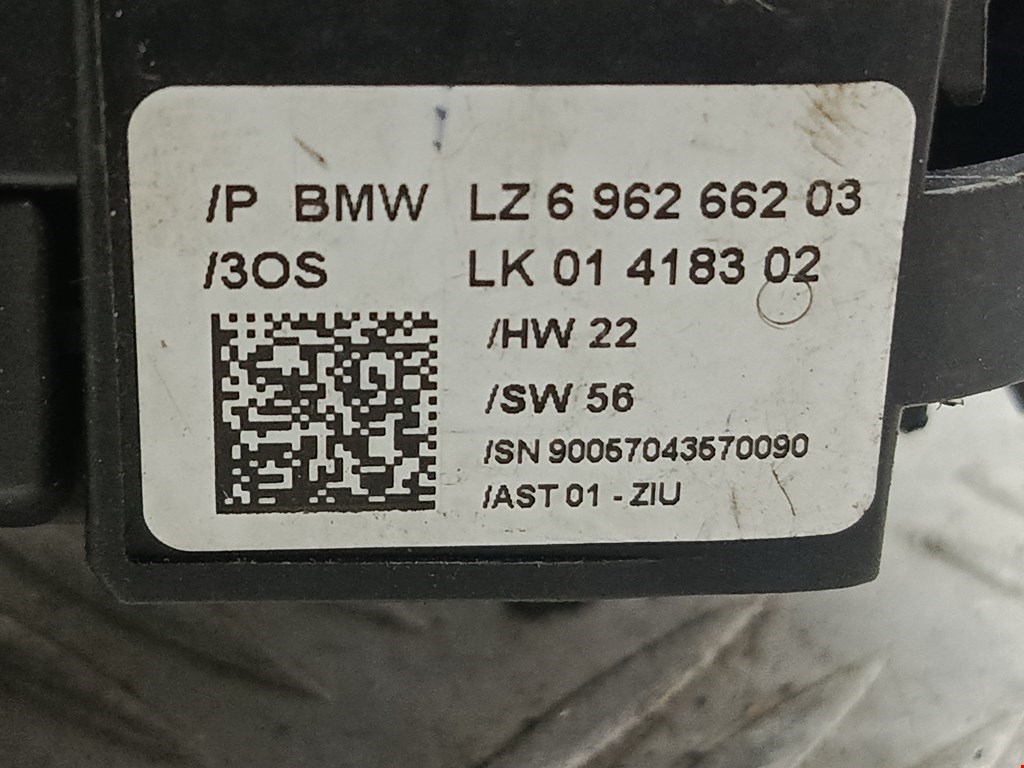 /P BMW LZ 6 962 662 03
/3OS LK 01 4183 02
/HW 22
/SW 56
/SN 90057043570090
/AST 01 - ZIU